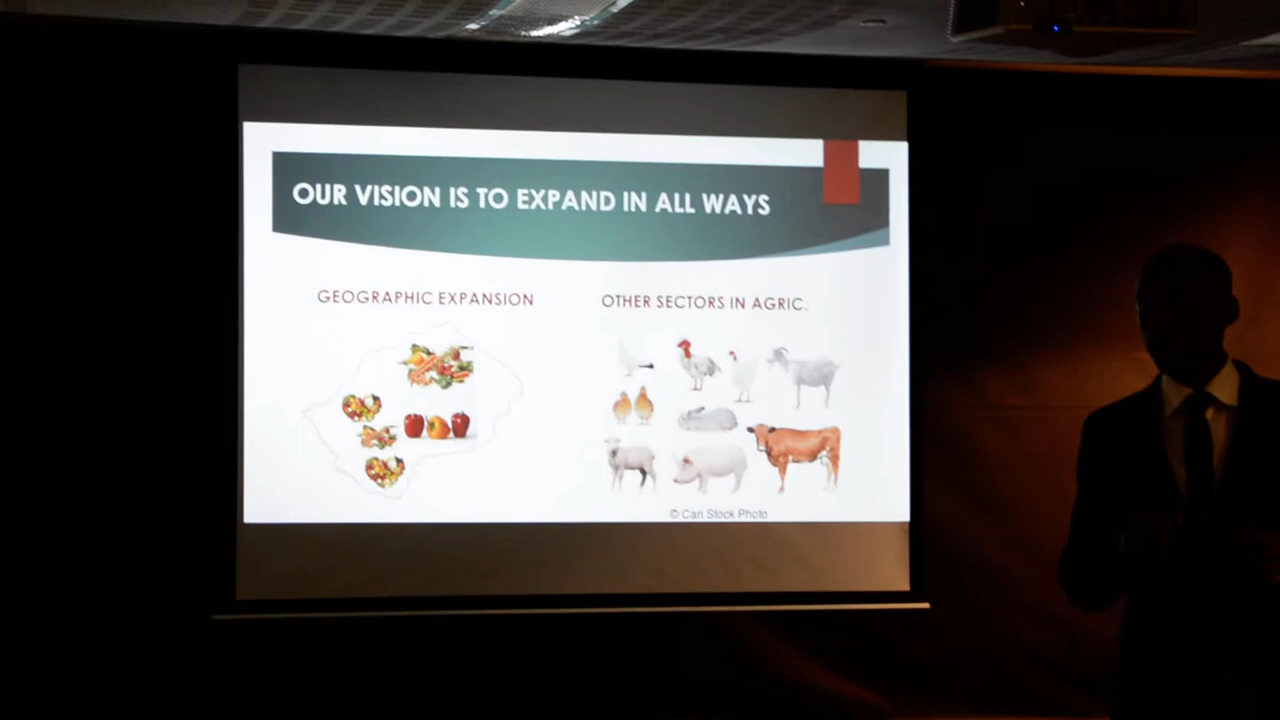 OUR VISION IS TO EXPAND IN ALL WAYS
GEOGRAPHIC EXPANSION
OTHER SECTORS IN AGRIC.
© Can Stock Photo